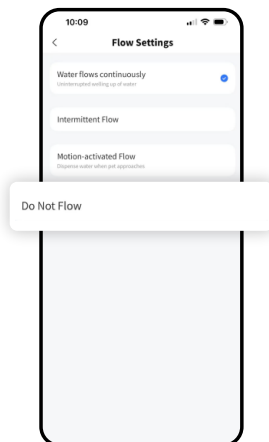 10:09
Flow Settings
Water flows continuously
Uninterrupted welling up of water
Intermittent Flow
Motion-activated Flow
Dispense water when pet approaches
Do Not Flow